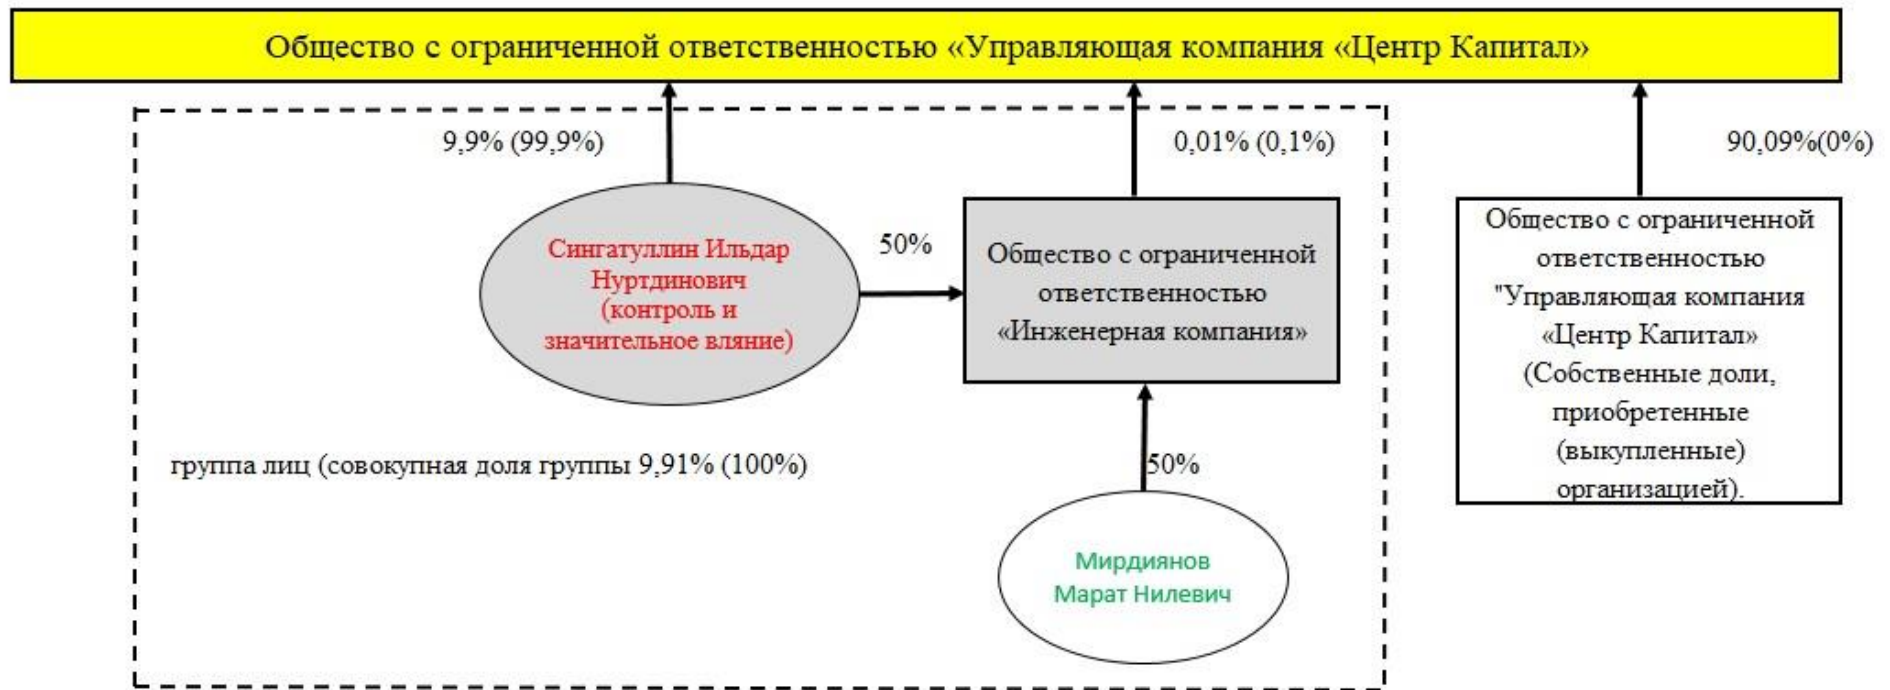 Общество с ограниченной ответственностью «Управляющая компания «Центр Капитал»
9,9% (99,9%)
0,01% (0,1%)
90,09%(0%)
Сингатуллин Ильдар
Нуртдинович
(контроль и
значительное вляние)
50%
Общество с ограниченной
ответственностью
«Инженерная компания»
Общество с ограниченной
ответственностью
"Управляющая компания
«Центр Капитал»
(Собственные доли,
приобретенные
(выкупленные)
организацией).
группа лиц (совокупная доля группы 9,91% (100%)
50%
Мирдиянов
Марат Нилевич